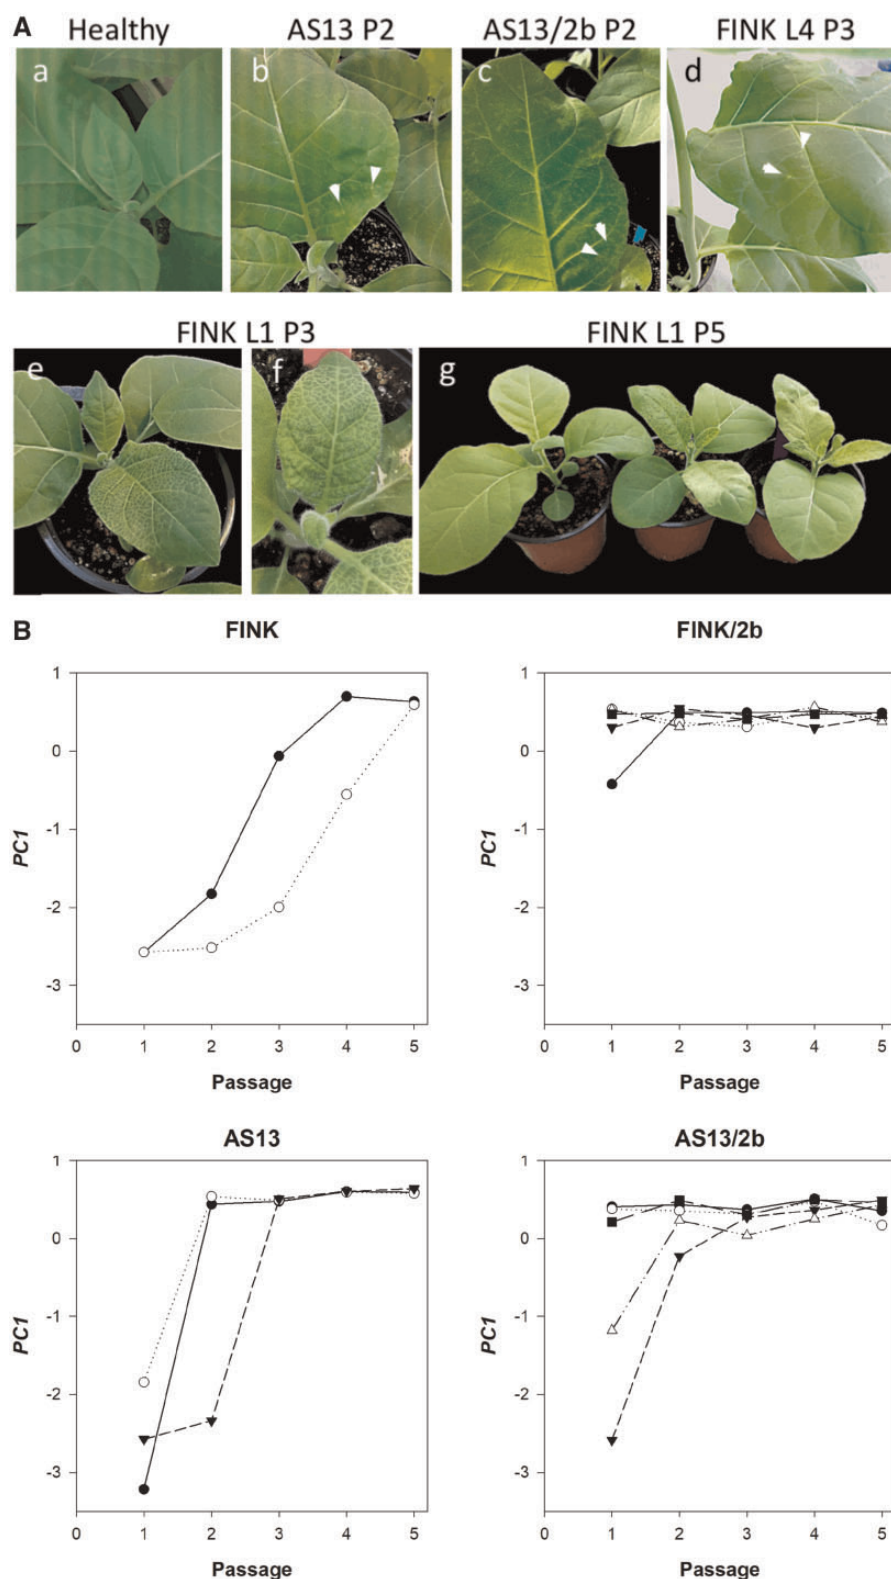 A
Healthy AS13 P2 AS13/2b P2 FINK L4 P3
a b c d
FINK L1 P3 FINK L1 P5
e f g
B
FINK
1
0
-1
-2
-3
PC1
0 1 2 3 4 5
Passage
FINK/2b
1
0
-1
-2
-3
PC1
0 1 2 3 4 5
Passage
AS13
1
0
-1
-2
-3
PC1
0 1 2 3 4 5
Passage
AS13/2b
1
0
-1
-2
-3
PC1
0 1 2 3 4 5
Passage